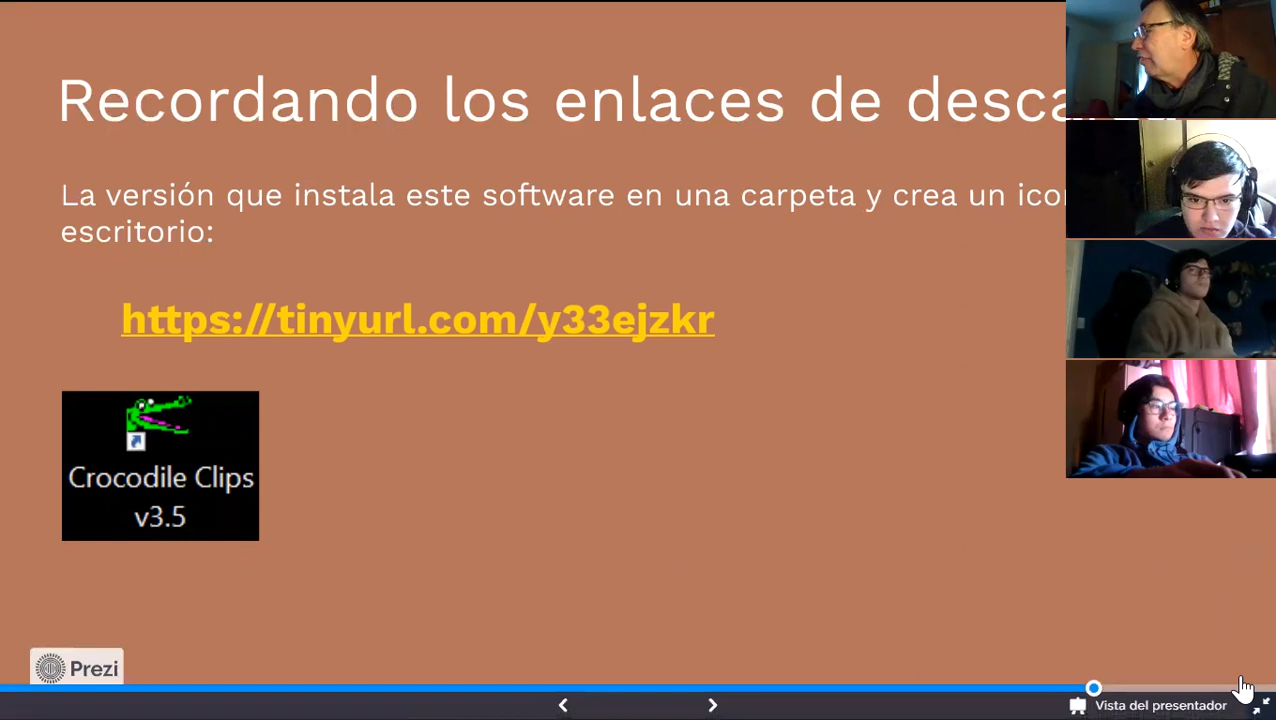 Recordando los enlaces de desca
La versión que instala este software en una carpeta y crea un ico
escritorio:
https://tinyurl.com/y33ejzkr
Crocodile Clips
v3.5
Prezi
Vista del presentador